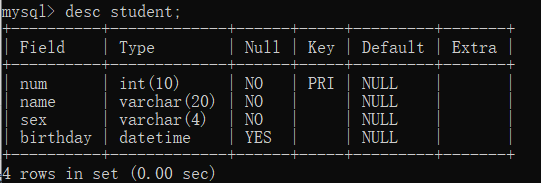 mysql> desc student;
+----------+-------------+------+-----+---------+-------+
| Field    | Type        | Null | Key | Default | Extra |
+----------+-------------+------+-----+---------+-------+
| num      | int(10)     | NO   | PRI | NULL    |       |
| name     | varchar(20) | NO   |     | NULL    |       |
| sex      | varchar(4)  | NO   |     | NULL    |       |
| birthday | datetime    | YES  |     | NULL    |       |
+----------+-------------+------+-----+---------+-------+
4 rows in set (0.00 sec)